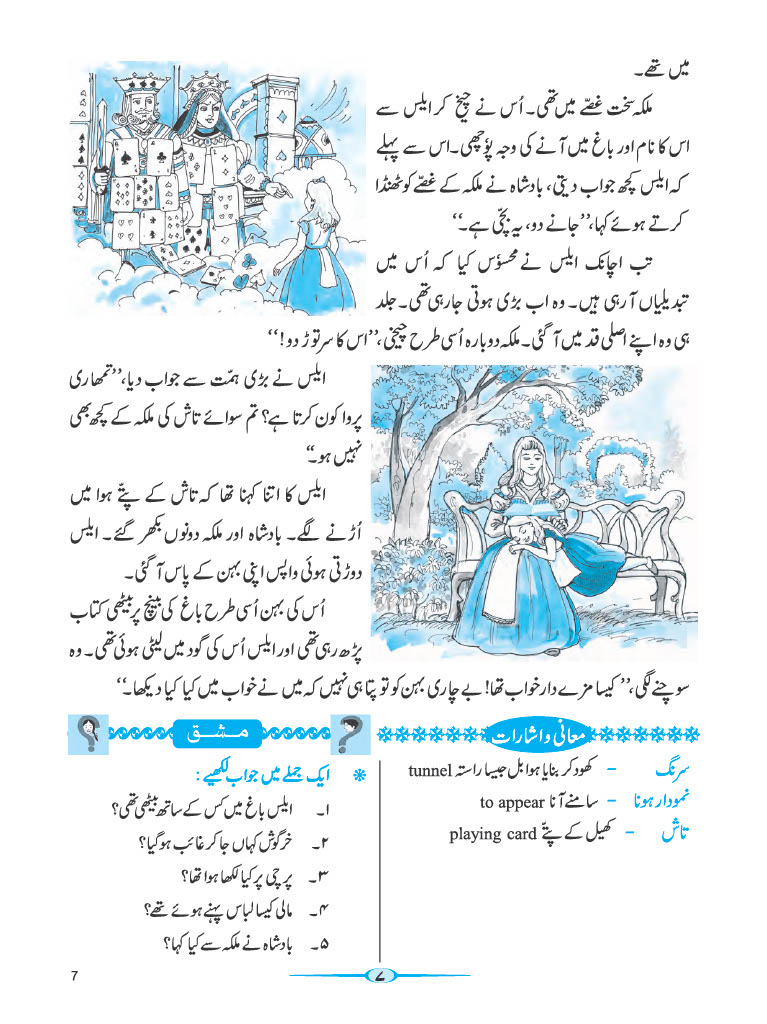 میں تھے۔
ملکہ سخت غصّے میں تھی۔ اُس نے چیخ کر ایلس سے
اس کا نام اور باغ میں آنے کی وجہ پوٗچھی۔ اس سے پہلے
کہ ایلس کچھ جواب دیتی، بادشاہ نے ملکہ کے غصّے کو ٹھنڈا
کرتے ہوئے کہا، ’’جانے دو، یہ بچّی ہے۔‘‘
تب اچانک ایلس نے محسوٗس کیا کہ اُس میں
تبدیلیاں آرہی ہیں۔ وہ اب بڑی ہوتی جارہی تھی۔ جلد
ہی وہ اپنے اصلی قد میں آگئی۔ ملکہ دوبارہ اُسی طرح چیخی، ’’اس کا سر توڑ دو!‘‘
ایلس نے بڑی ہمّت سے جواب دیا، ’’تمھاری
پروا کون کرتا ہے؟ تم سوائے تاش کی ملکہ کے کچھ بھی
نہیں ہو۔‘‘
ایلس کا اتنا کہنا تھا کہ تاش کے پتّے ہوا میں
اُڑنے لگے۔ بادشاہ اور ملکہ دونوں بکھر گئے۔ ایلس
دوڑتی ہوئی واپس اپنی بہن کے پاس آگئی۔
اُس کی بہن اُسی طرح باغ کی بینچ پر بیٹھی کتاب
پڑھ رہی تھی اور ایلس اُس کی گود میں لیٹی ہوئی تھی۔ وہ
سوچنے لگی، ’’کیسا مزے دار خواب تھا! بے چاری بہن کو تو پتا ہی نہیں کہ میں نے خواب میں کیا کیا دیکھا۔‘‘
معانی و اشارات
سرنگ – کھود کر بنایا ہوا بل جیسا راستہ tunnel
نمودار ہونا – سامنے آنا to appear
تاش – کھیل کے پتّے playing card
مشق
* ایک جملے میں جواب لکھیے :
۱۔ ایلس باغ میں کس کے ساتھ بیٹھی تھی؟
۲۔ خرگوش کہاں جا کر غائب ہوگیا؟
۳۔ پرچی پر کیا لکھا ہوا تھا؟
۴۔ مالی کیسا لباس پہنے ہوئے تھے؟
۵۔ بادشاہ نے ملکہ سے کیا کہا؟
۷
7